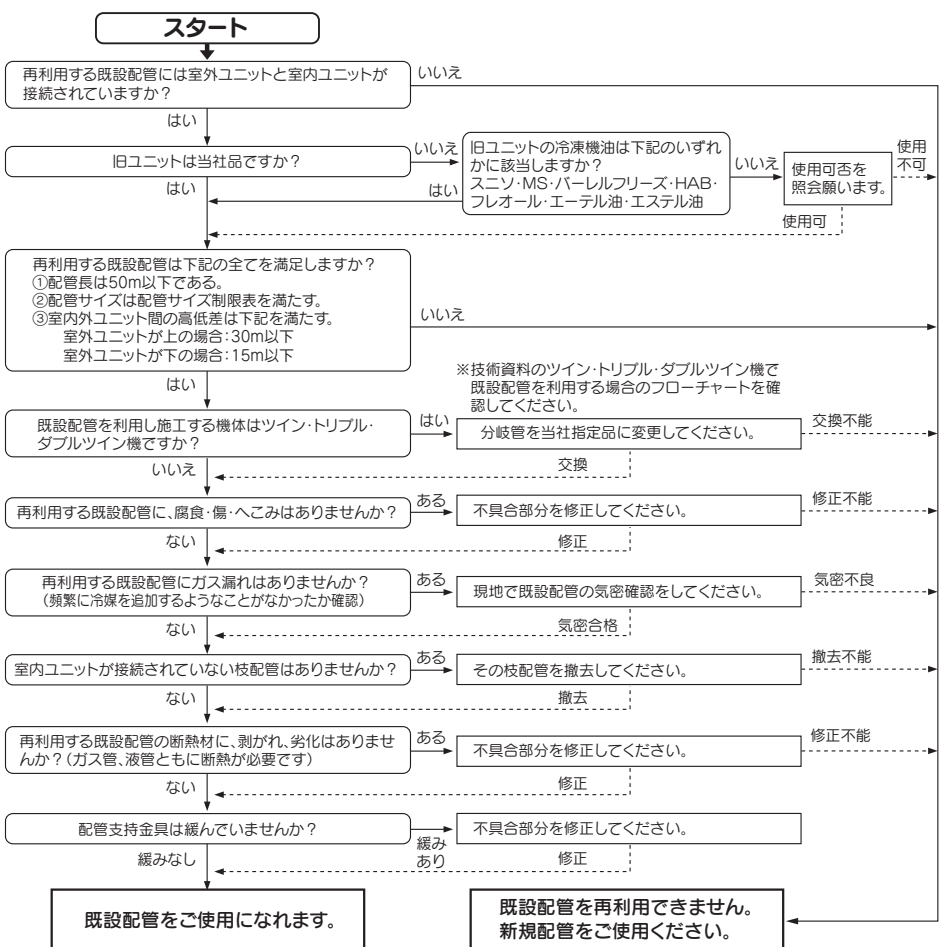 スタート
再利用する既設配管には室外ユニットと室内ユニットが
接続されていますか？
いいえ
はい
旧ユニットは当社品ですか？
いいえ
はい
旧ユニットの冷凍機油は下記のいずれ
かに該当しますか？
スニソ・MS・バーレルフリーズ・HAB・
フレオール・エーテル油・エステル油
いいえ
はい
使用可否を
照会願います。
使用
不可
使用可
再利用する既設配管は下記の全てを満足しますか？
①配管長は50m以下である。
②配管サイズは配管サイズ制限表を満たす。
③室内外ユニット間の高低差は下記を満たす。
室外ユニットが上の場合：30m以下
室外ユニットが下の場合：15m以下
いいえ
はい
※技術資料のツイン・トリプル・ダブルツイン機で
既設配管を利用する場合のフローチャートを確
認してください。
既設配管を利用し施工する機体はツイン・トリプル・
ダブルツイン機ですか？
はい
分岐管を当社指定品に変更してください。
交換不能
いいえ
交換
再利用する既設配管に、腐食・傷・へこみはありませんか？
ある
不具合部分を修正してください。
修正不能
ない
修正
再利用する既設配管にガス漏れはありませんか？
（頻繁に冷媒を追加するようなことがなかったか確認）
ある
現地で既設配管の気密確認をしてください。
気密不良
ない
気密合格
室内ユニットが接続されていない枝配管はありませんか？
ある
その枝配管を撤去してください。
撤去不能
ない
撤去
再利用する既設配管の断熱材に、剥がれ、劣化はありませ
んか？（ガス管、液管ともに断熱が必要です）
ある
不具合部分を修正してください。
修正不能
ない
修正
配管支持金具は緩んでいませんか？
緩み
あり
不具合部分を修正してください。
緩みなし
修正
既設配管をご使用になれます。
既設配管を再利用できません。
新規配管をご使用ください。